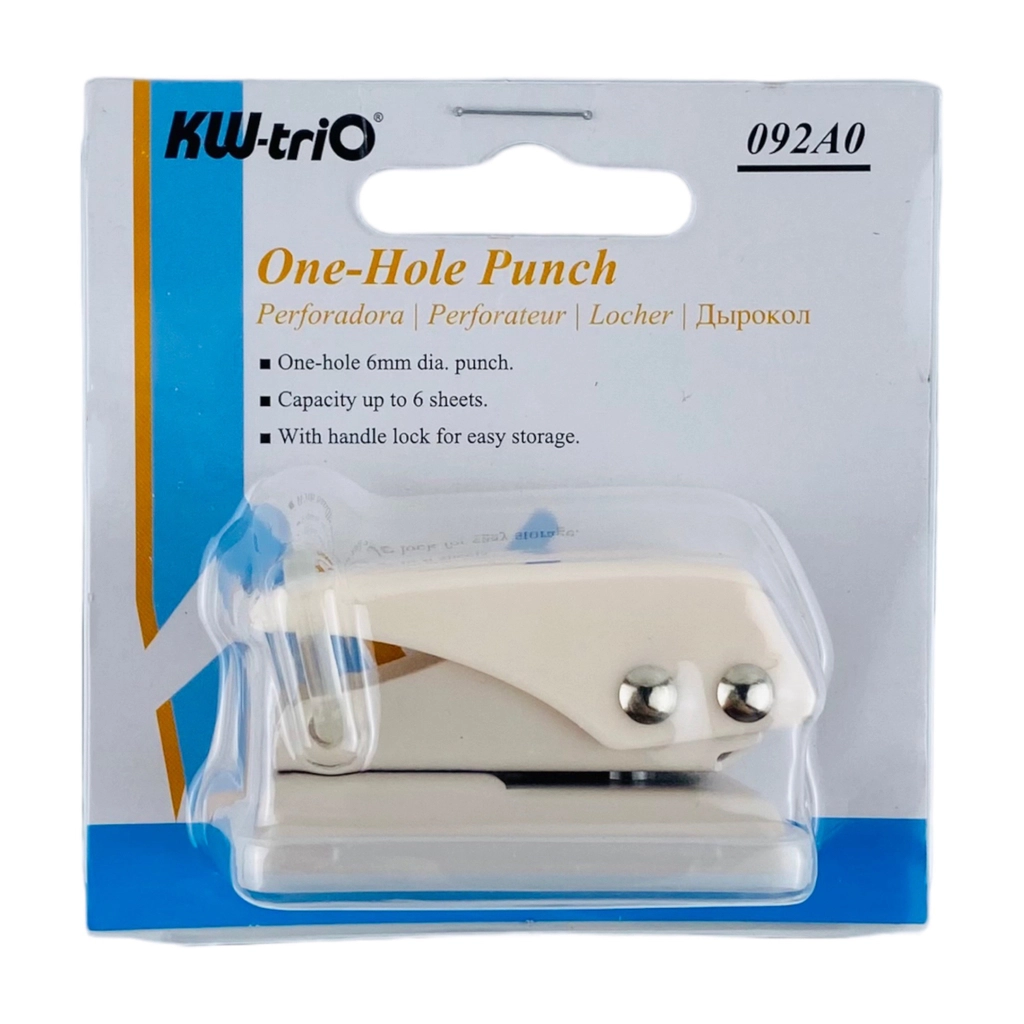 KW-triO®
092A0
One-Hole Punch
Perforadora | Perforateur | Locher | Дырокол
■ One-hole 6mm dia. punch.
■ Capacity up to 6 sheets.
■ With handle lock for easy storage.